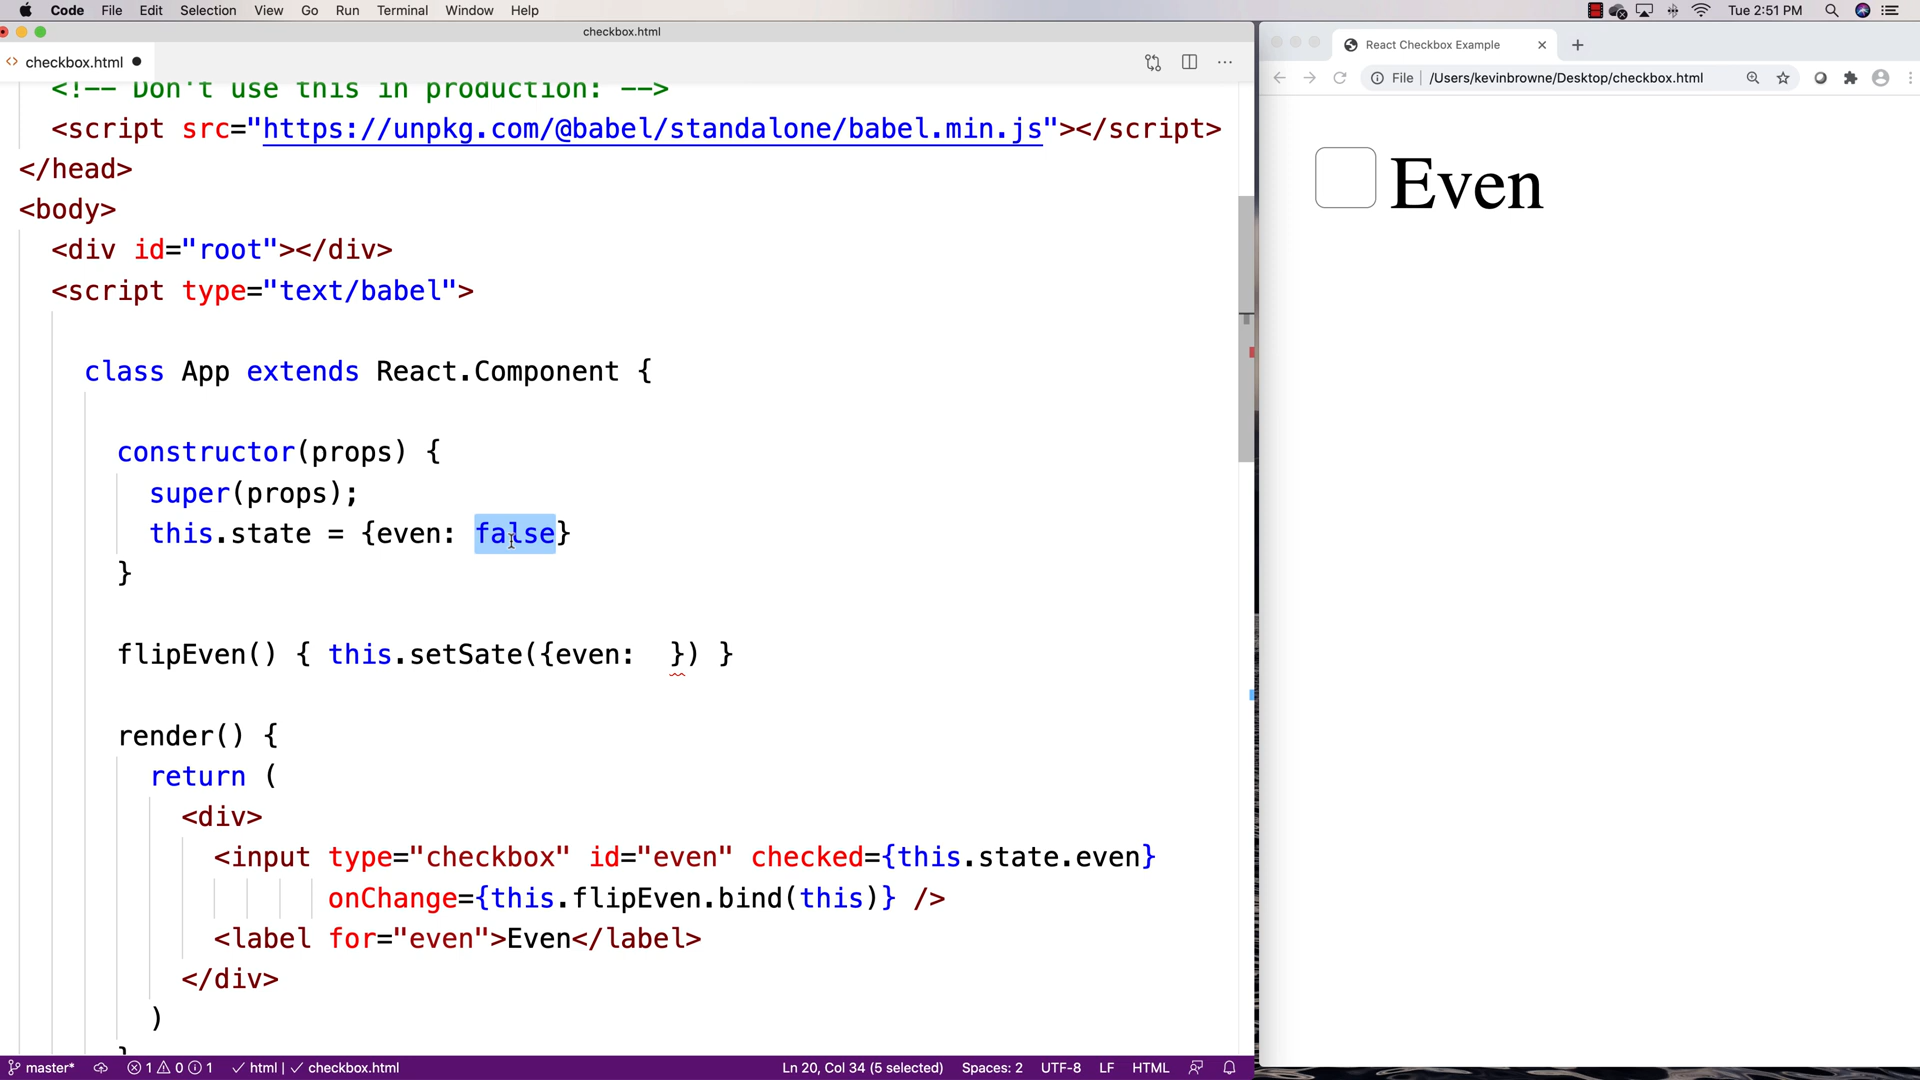 Code File Edit Selection View Go Run Terminal Window Help
Tue 2:51 PM
checkbox.html
checkbox.html
<!-- Don't use this in production: -->
<script src="https://unpkg.com/@babel/standalone/babel.min.js"></script>
</head>
<body>
<div id="root"></div>
<script type="text/babel">
class App extends React.Component {
constructor(props) {
super(props);
this.state = {even: false}
}
flipEven() { this.setSate({even:  }) }
render() {
return (
<div>
<input type="checkbox" id="even" checked={this.state.even}
onChange={this.flipEven.bind(this)} />
<label for="even">Even</label>
</div>
)
}
master* 1 0 1 html | checkbox.html Ln 20, Col 34 (5 selected) Spaces: 2 UTF-8 LF HTML
React Checkbox Example
File /Users/kevinbrowne/Desktop/checkbox.html
Even